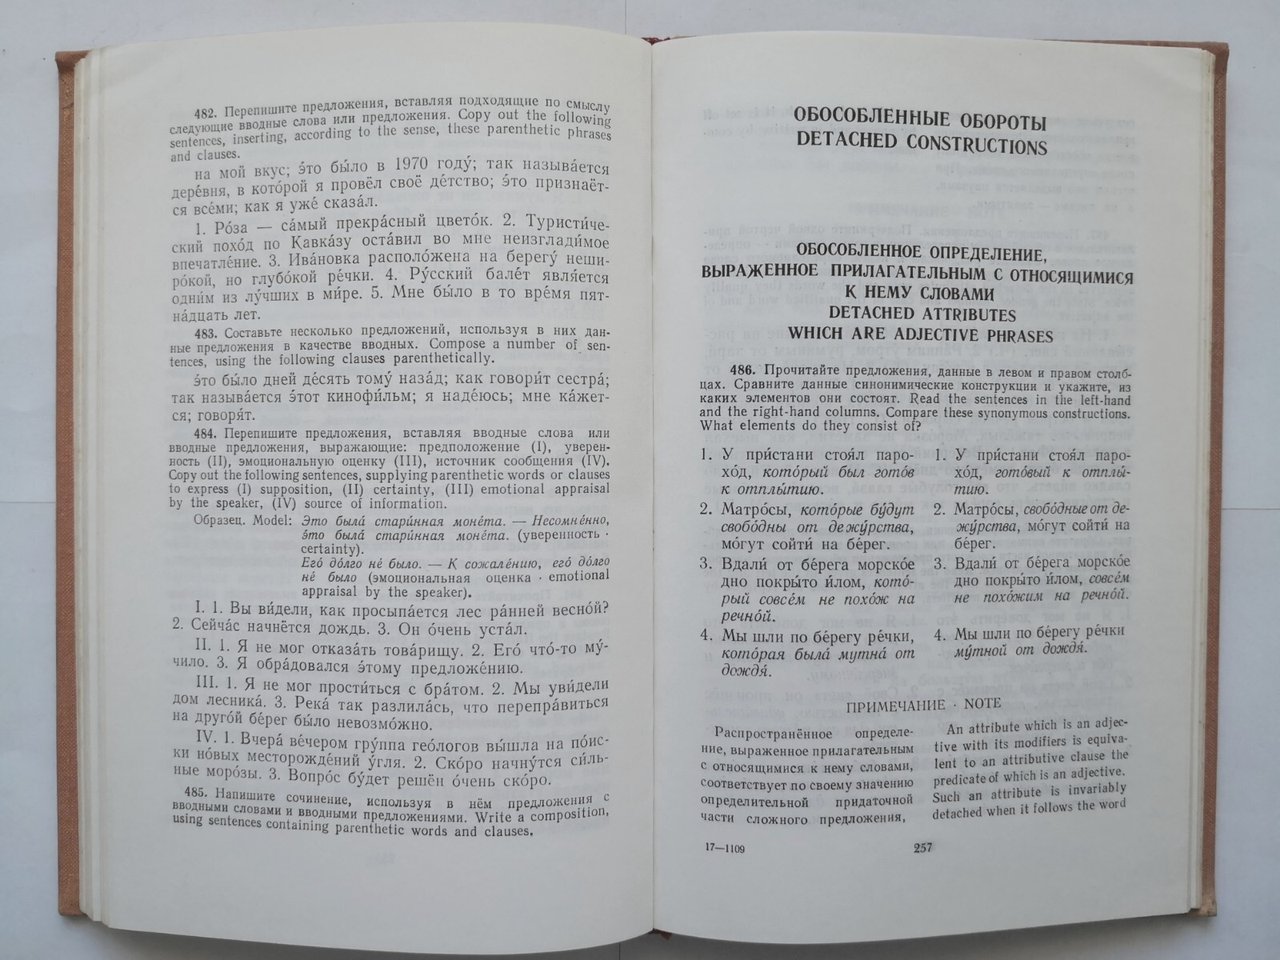 482. Перепишите предложения, вставляя подходящие по смыслу
следующие вводные слова или предложения. Copy out the following
sentences, inserting, according to the sense, these parenthetic phrases
and clauses.
на мой вкус; э́то бы́ло в 1970 году́; так называ́ется
дере́вня, в кото́рой я провёл своё де́тство; э́то признаёт-
ся все́ми; как я уже́ сказа́л.
1. Ро́за — са́мый прекра́сный цвето́к. 2. Туристи́че-
ский похо́д по Кавка́зу оста́вил во мне неизглади́мое
впечатле́ние. 3. Ива́новка располо́жена на берегу́ неши-
ро́кой, но глубо́кой ре́чки. 4. Ру́сский бале́т явля́ется
одни́м из лу́чших в ми́ре. 5. Мне бы́ло в то вре́мя пят-
на́дцать лет.
483. Составьте несколько предложений, используя в них дан-
ные предложения в качестве вводных. Compose a number of sen-
tences, using the following clauses parenthetically.
э́то бы́ло дней де́сять тому́ наза́д; как говори́т сестра́;
так называ́ется э́тот кинофи́льм; я наде́юсь; мне ка́жет-
ся; говоря́т.
484. Перепишите предложения, вставляя вводные слова или
вводные предложения, выражающие: предположение (I), уверен-
ность (II), эмоциональную оценку (III), источник сообщения (IV).
Copy out the following sentences, supplying parenthetic words or clauses
to express (I) supposition, (II) certainty, (III) emotional appraisal
by the speaker, (IV) source of information.
Образец. Model: Э́то была́ стари́нная моне́та. — Несомне́нно,
э́то была́ стари́нная моне́та. (уверенность ·
certainty).
Его́ до́лго не́ было. — К сожале́нию, его́ до́лго
не́ было (эмоциональная оценка · emotional
appraisal by the speaker).
I. 1. Вы ви́дели, как просыпа́ется лес ра́нней весно́й?
2. Сейча́с начнётся дождь. 3. Он о́чень уста́л.
II. 1. Я не мог отказа́ть това́рищу. 2. Его́ что́-то му́-
чило. 3. Я обра́довался э́тому предложе́нию.
III. 1. Я не мог прости́ться с бра́том. 2. Мы уви́дели
дом лесника́. 3. Река́ так разлила́сь, что перепра́виться
на друго́й бе́рег бы́ло невозмо́жно.
IV. 1. Вчера́ ве́чером гру́ппа гео́логов вы́шла на по́ис-
ки но́вых месторожде́ний у́гля. 2. Ско́ро начну́тся си́ль-
ные моро́зы. 3. Вопро́с бу́дет решён о́чень ско́ро.
485. Напишите сочинение, используя в нём предложения с
вводными словами и вводными предложениями. Write a composition,
using sentences containing parenthetic words and clauses.
ОБОСОБЛЕННЫЕ ОБОРОТЫ
DETACHED CONSTRUCTIONS
ОБОСОБЛЕННОЕ ОПРЕДЕЛЕНИЕ,
ВЫРАЖЕННОЕ ПРИЛАГАТЕЛЬНЫМ С ОТНОСЯЩИМИСЯ
К НЕМУ СЛОВАМИ
DETACHED ATTRIBUTES
WHICH ARE ADJECTIVE PHRASES
486. Прочитайте предложения, данные в левом и правом столб-
цах. Сравните данные синонимические конструкции и укажите, из
каких элементов они состоят. Read the sentences in the left-hand
and the right-hand columns. Compare these synonymous constructions.
What elements do they consist of?
1. У при́стани стоя́л паро-
хо́д, кото́рый был гото́в
к отплы́тию.
2. Матро́сы, кото́рые бу́дут
свобо́дны от дежу́рства,
мо́гут сойти́ на бе́рег.
3. Вдали́ от бе́рега морско́е
дно покры́то и́лом, кото́-
рый совсе́м не похо́ж на
речно́й.
4. Мы шли по бе́регу ре́чки,
кото́рая была́ мутна́ от
дождя́.
1. У при́стани стоя́л паро-
хо́д, гото́вый к отплы́-
тию.
2. Матро́сы, свобо́дные от де-
жу́рства, мо́гут сойти́ на
бе́рег.
3. Вдали́ от бе́рега морско́е
дно покры́то и́лом, совсе́м
не похо́жим на речно́й.
4. Мы шли по бе́регу ре́чки
му́тной от дождя́.
ПРИМЕЧАНИЕ · NOTE
Распространённое определе-
ние, выраженное прилагательным
с относящимися к нему словами,
соответствует по своему значению
определительной придаточной
части сложного предложения,
An attribute which is an adjec-
tive with its modifiers is equiva-
lent to an attributive clause the
predicate of which is an adjective.
Such an attribute is invariably
detached when it follows the word
17—1109
257